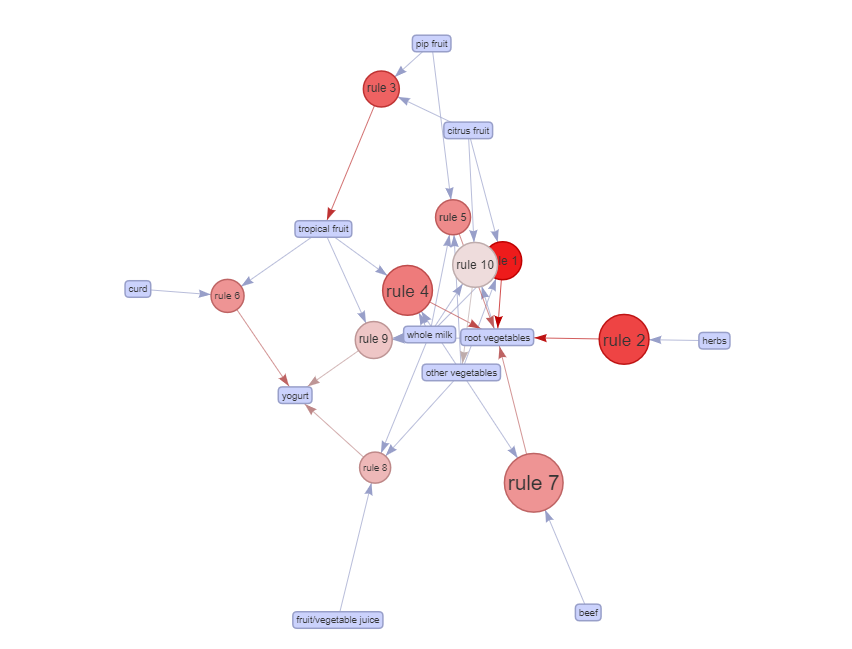 pip fruit
rule 3
citrus fruit
rule 5
tropical fruit
rule 10
le 1
curd
rule 6
rule 4
whole milk
root vegetables
rule 9
rule 2
herbs
other vegetables
yogurt
rule 8
rule 7
fruit/vegetable juice
beef